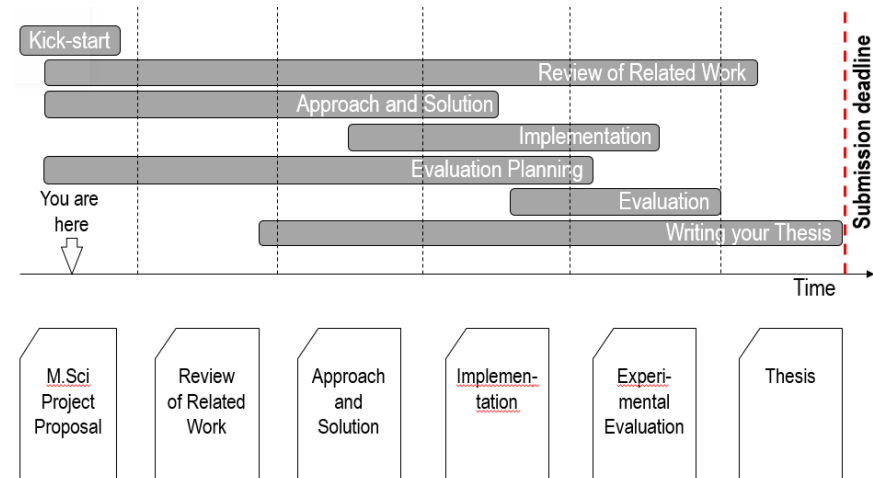 Kick-start
Review of Related Work
Approach and Solution
Implementation
Evaluation Planning
You are
here
Evaluation
Writing your Thesis
Submission deadline
Time
M.Sci
Project
Proposal
Review
of Related
Work
Approach
and
Solution
Implemen-
tation
Experi-
mental
Evaluation
Thesis